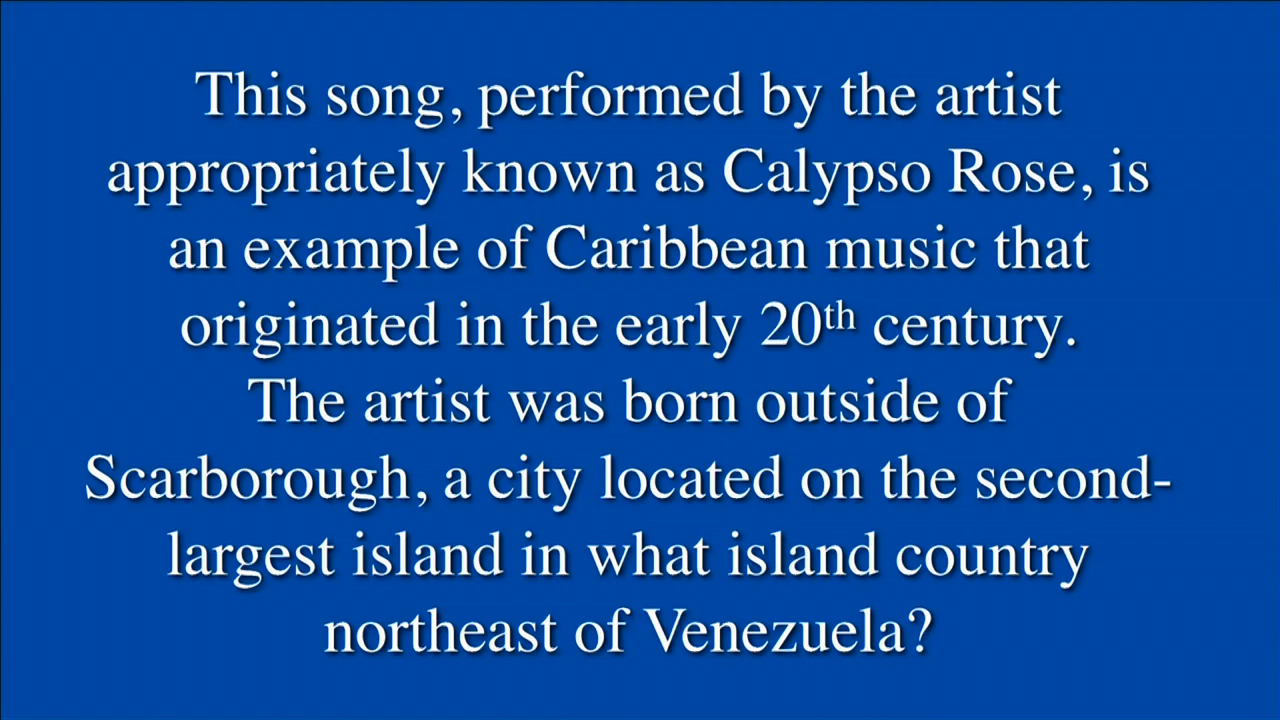 This song, performed by the artist
appropriately known as Calypso Rose, is
an example of Caribbean music that
originated in the early 20th century.
The artist was born outside of
Scarborough, a city located on the second-
largest island in what island country
northeast of Venezuela?